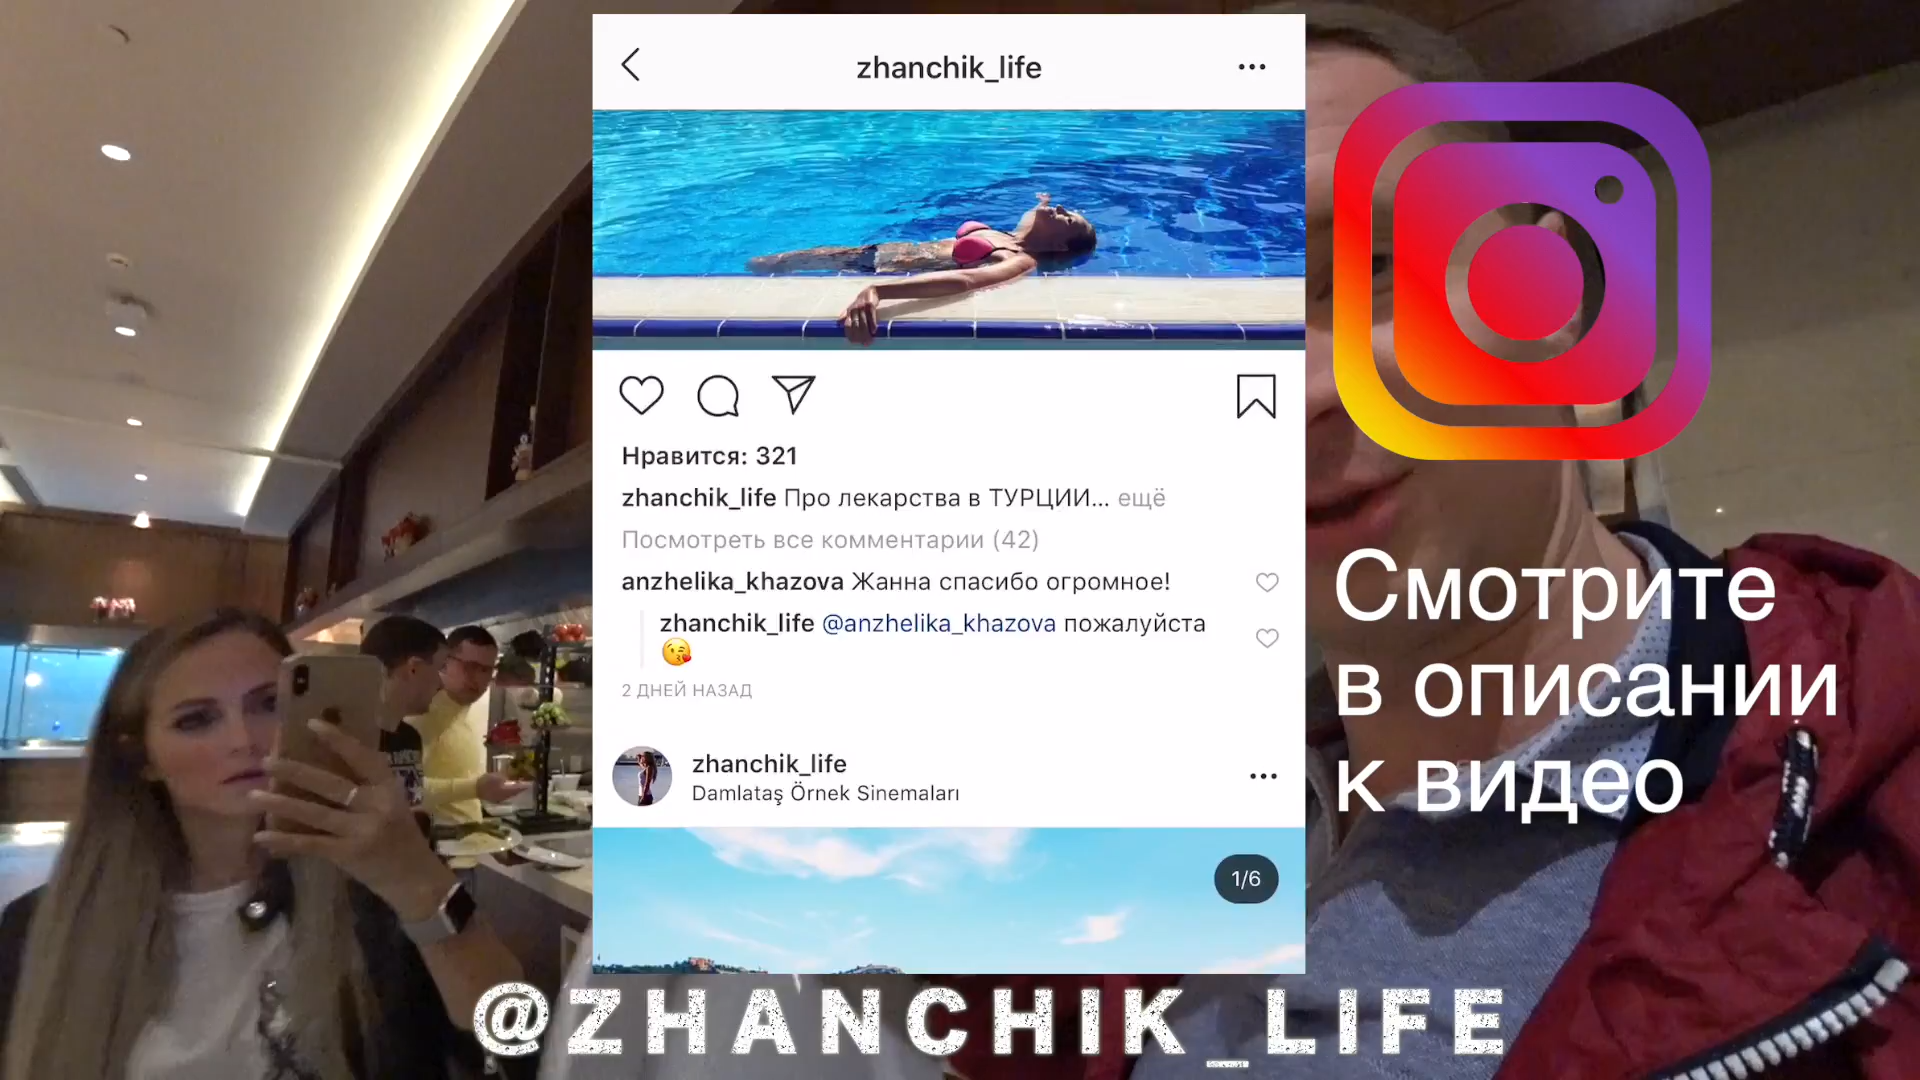 zhanchik_life
Нравится: 321
zhanchik_life Про лекарства в ТУРЦИИ... ещё
Посмотреть все комментарии (42)
anzhelika_khazova Жанна спасибо огромное!
zhanchik_life @anzhelika_khazova пожалуйста
2 ДНЕЙ НАЗАД
zhanchik_life
Damlataş Örnek Sinemaları
1/6
Смотрите
в описании
к видео
@ZHANCHIK_LIFE